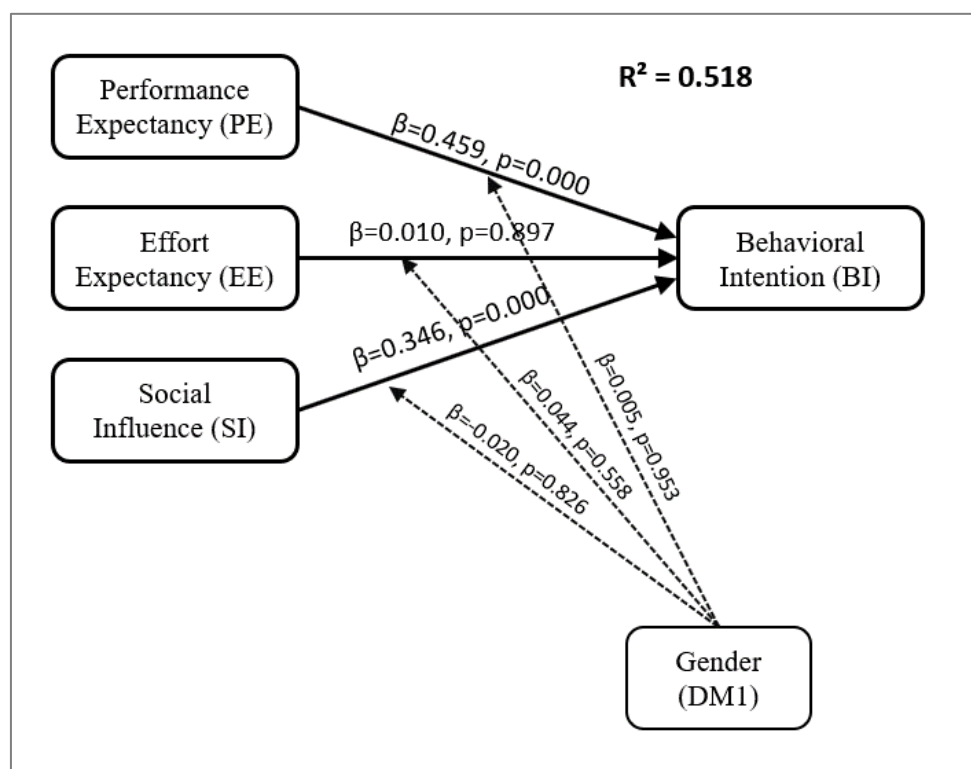 Performance
Expectancy (PE)
R² = 0.518
β=0.459, p=0.000
Effort
Expectancy (EE)
β=0.010, p=0.897
Behavioral
Intention (BI)
β=0.346, p=0.000
Social
Influence (SI)
β=0.005, p=0.953
β=0.044, p=0.558
β=-0.020, p=0.826
Gender
(DM1)